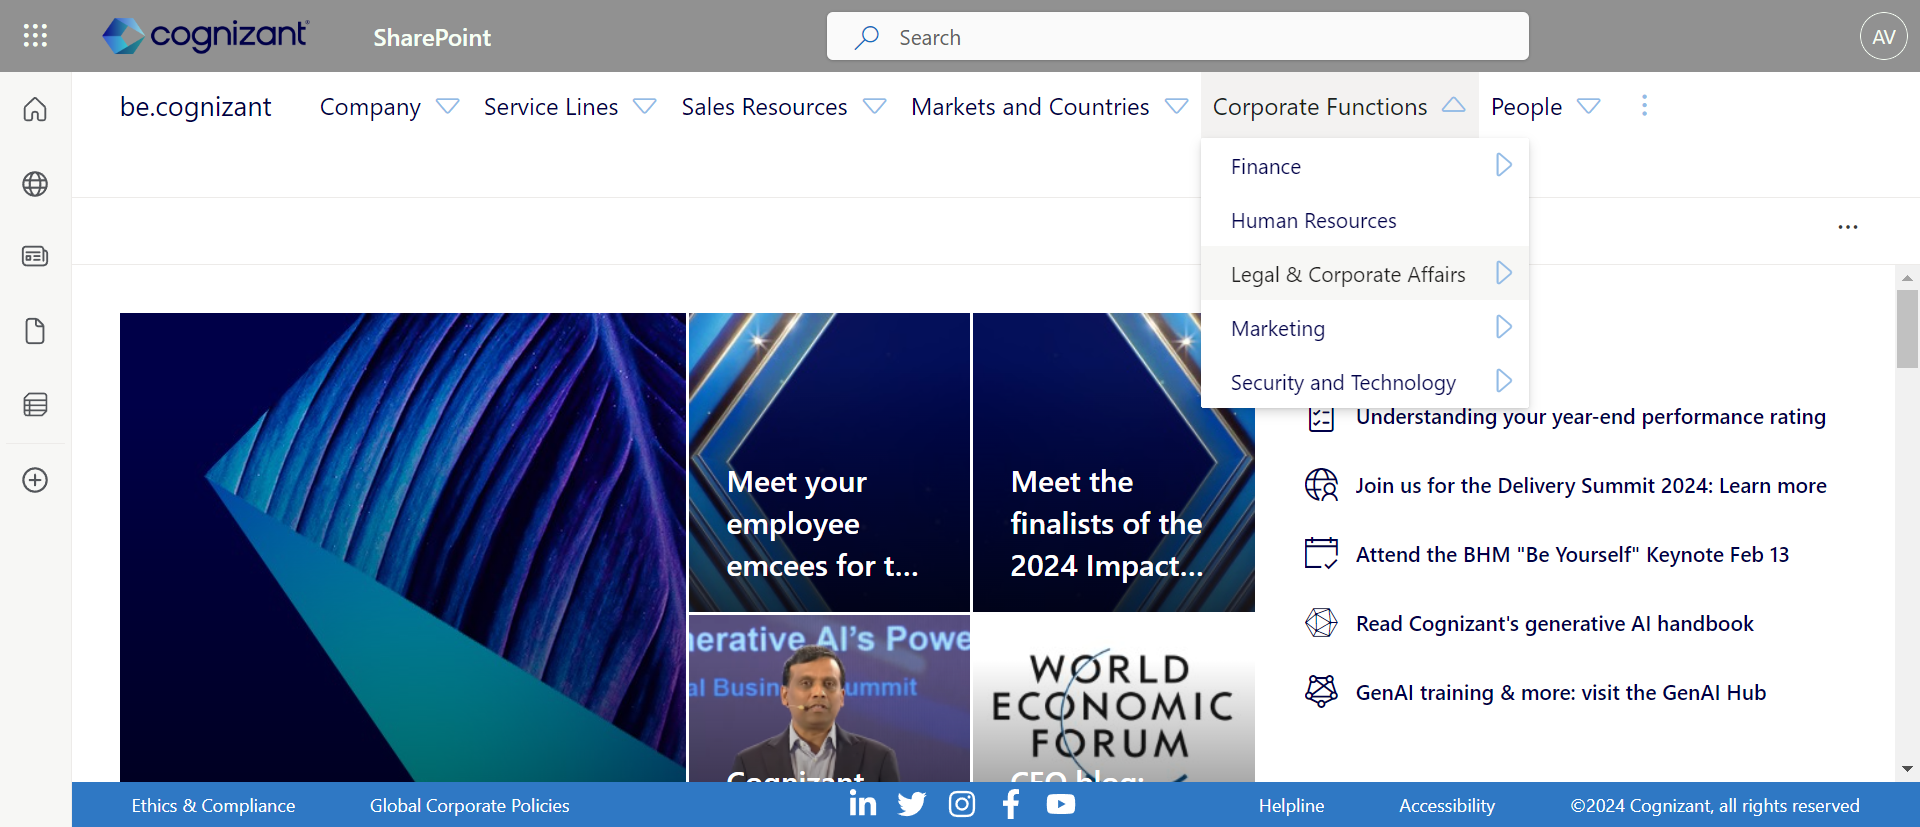 cognizant
SharePoint
Search
AV
be.cognizant
Company
Service Lines
Sales Resources
Markets and Countries
Corporate Functions
People
Finance
Human Resources
Legal & Corporate Affairs
Marketing
Security and Technology
Meet your
employee
emcees for t...
Meet the
finalists of the
2024 Impact...
nerative AI's Powe
al Busin
ummit
Cognizant
WORLD
ECONOMIC
FORUM
CEO blog:
Understanding your year-end performance rating
Join us for the Delivery Summit 2024: Learn more
Attend the BHM "Be Yourself" Keynote Feb 13
Read Cognizant's generative AI handbook
GenAI training & more: visit the GenAI Hub
Ethics & Compliance
Global Corporate Policies
Helpline
Accessibility
©2024 Cognizant, all rights reserved